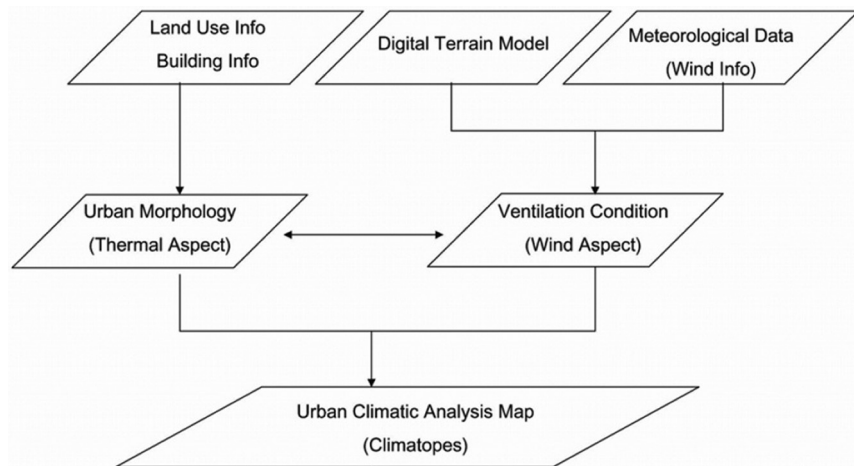 Land Use Info
Building Info
Digital Terrain Model
Meteorological Data
(Wind Info)
Urban Morphology
(Thermal Aspect)
Ventilation Condition
(Wind Aspect)
Urban Climatic Analysis Map
(Climatopes)